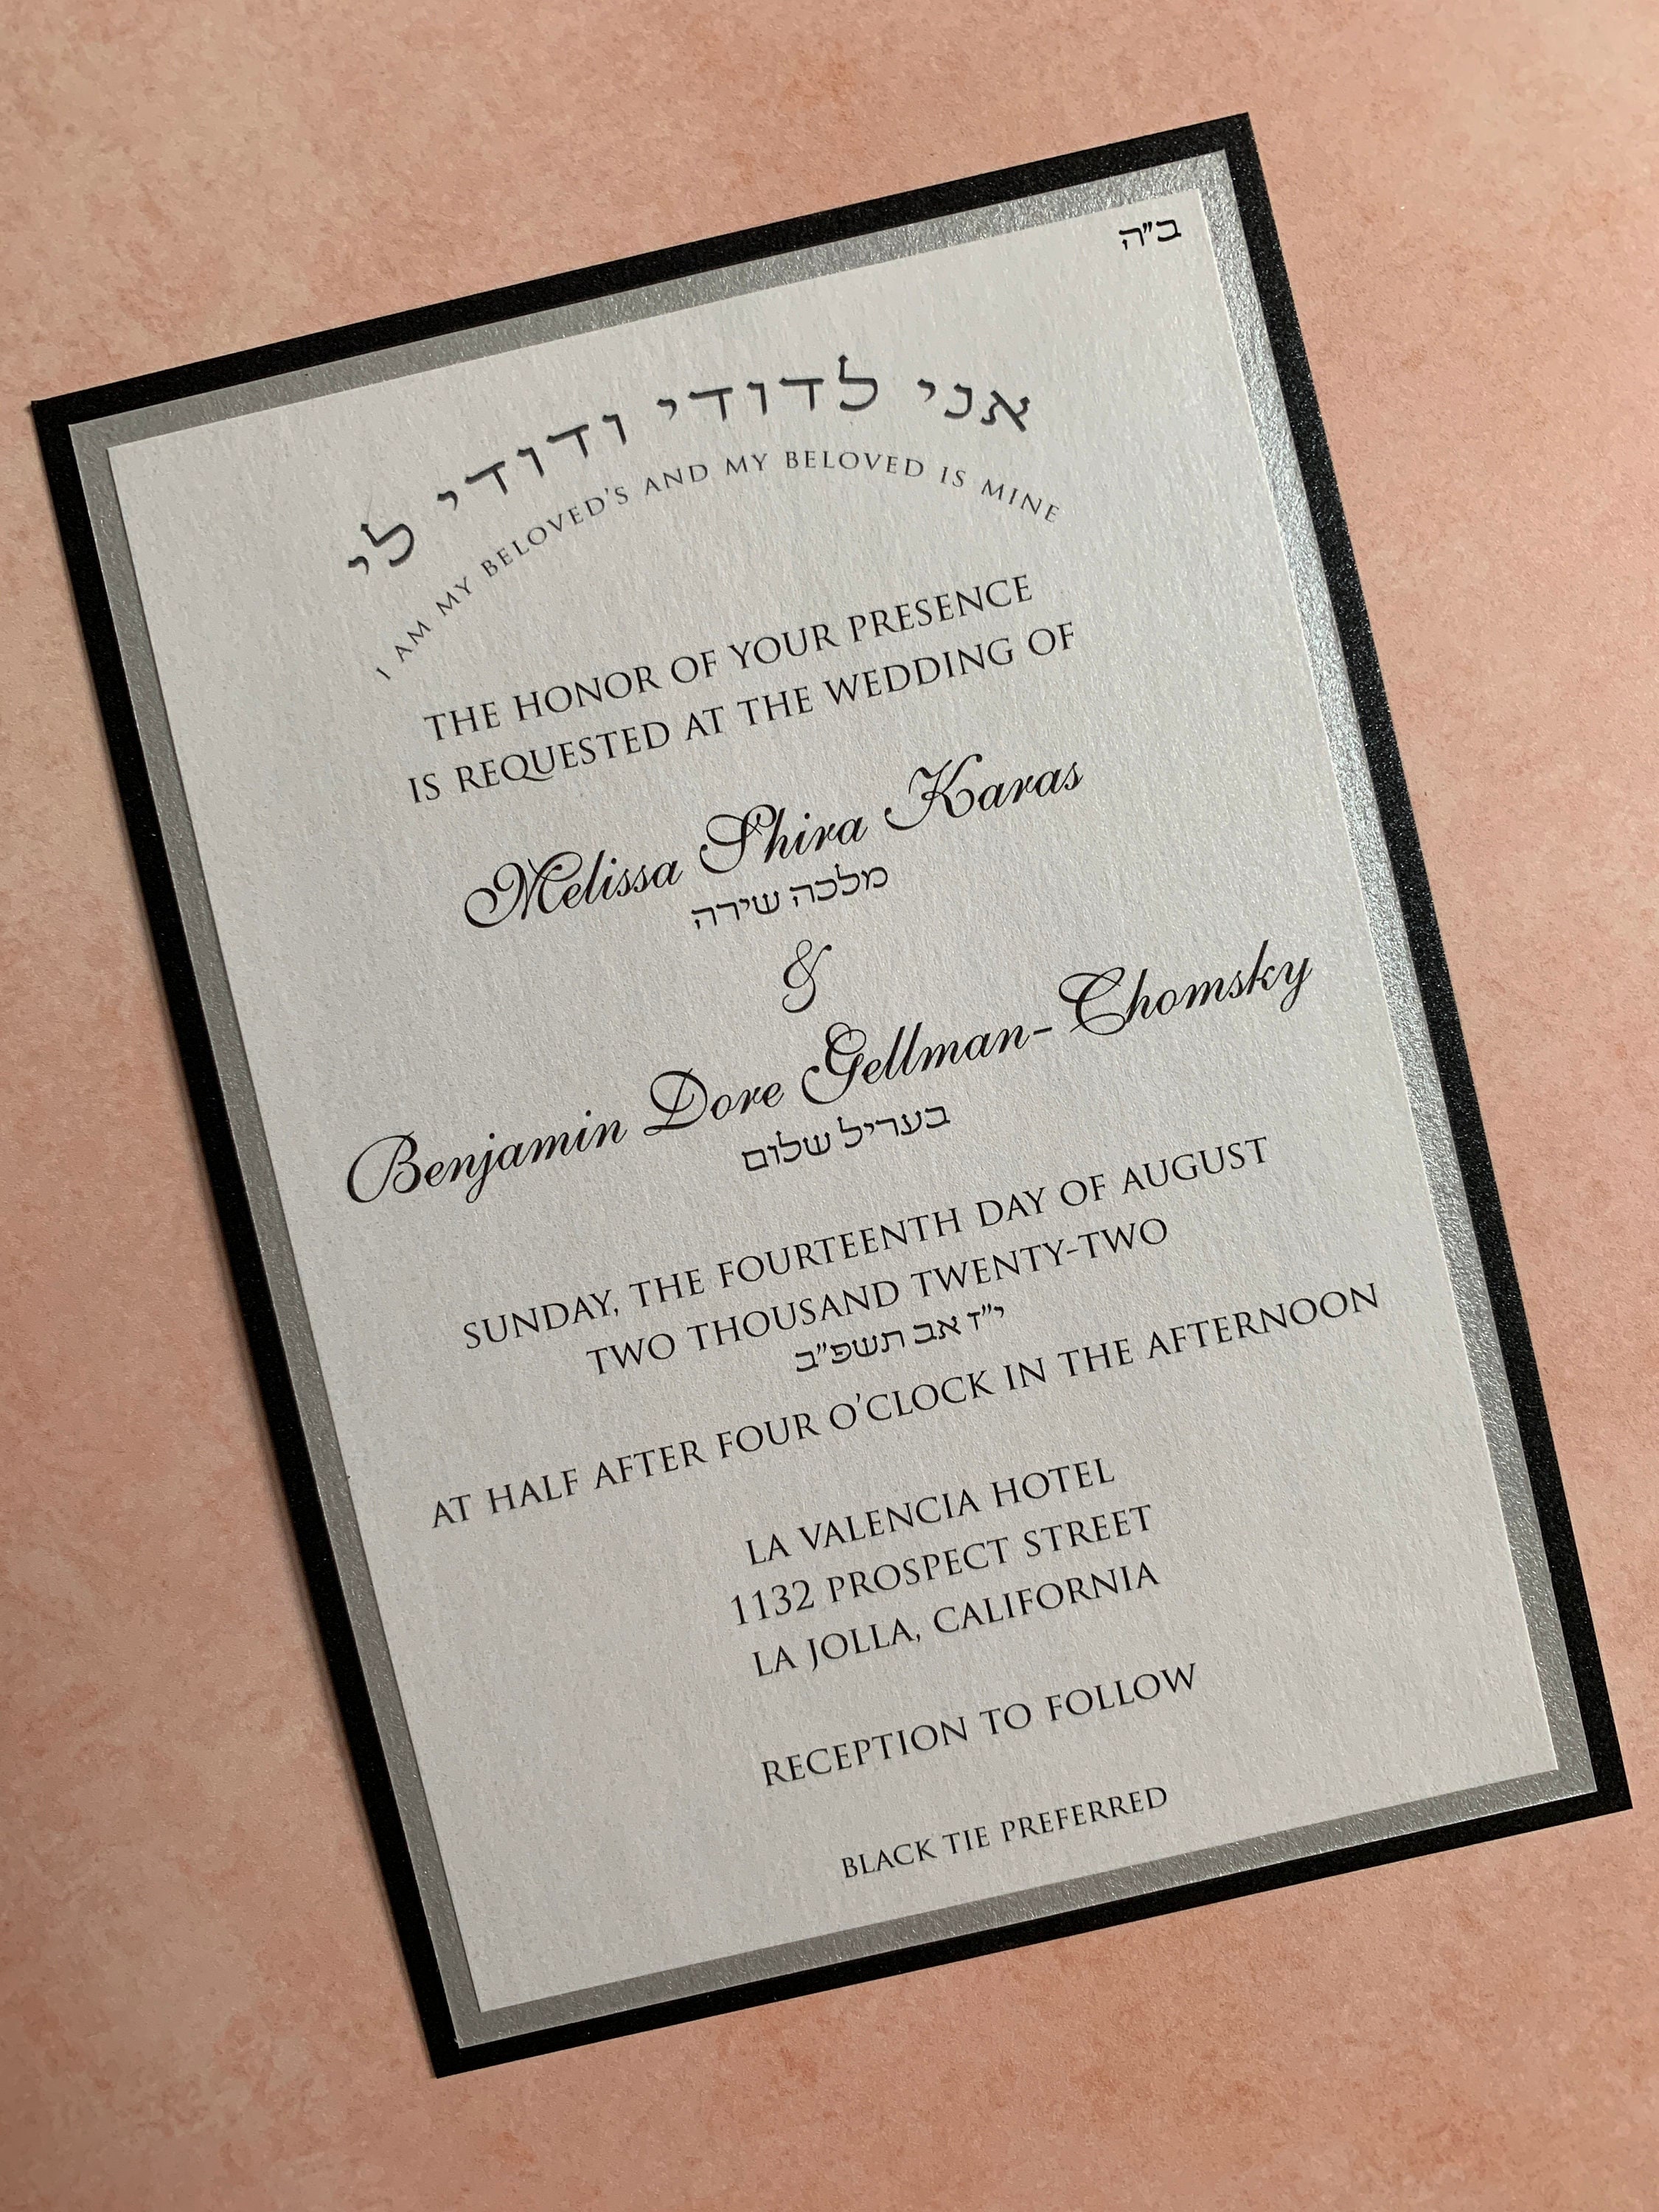 ב"ה
אני לדודי ודודי לי
I AM MY BELOVED'S AND MY BELOVED IS MINE
THE HONOR OF YOUR PRESENCE
IS REQUESTED AT THE WEDDING OF
Melissa Shira Karas
מלכה שירה
&
Benjamin Dore Gellman-Chomsky
בעריל שלום
SUNDAY, THE FOURTEENTH DAY OF AUGUST
TWO THOUSAND TWENTY-TWO
י"ז אב תשפ"ב
AT HALF AFTER FOUR O'CLOCK IN THE AFTERNOON
LA VALENCIA HOTEL
1132 PROSPECT STREET
LA JOLLA, CALIFORNIA
RECEPTION TO FOLLOW
BLACK TIE PREFERRED